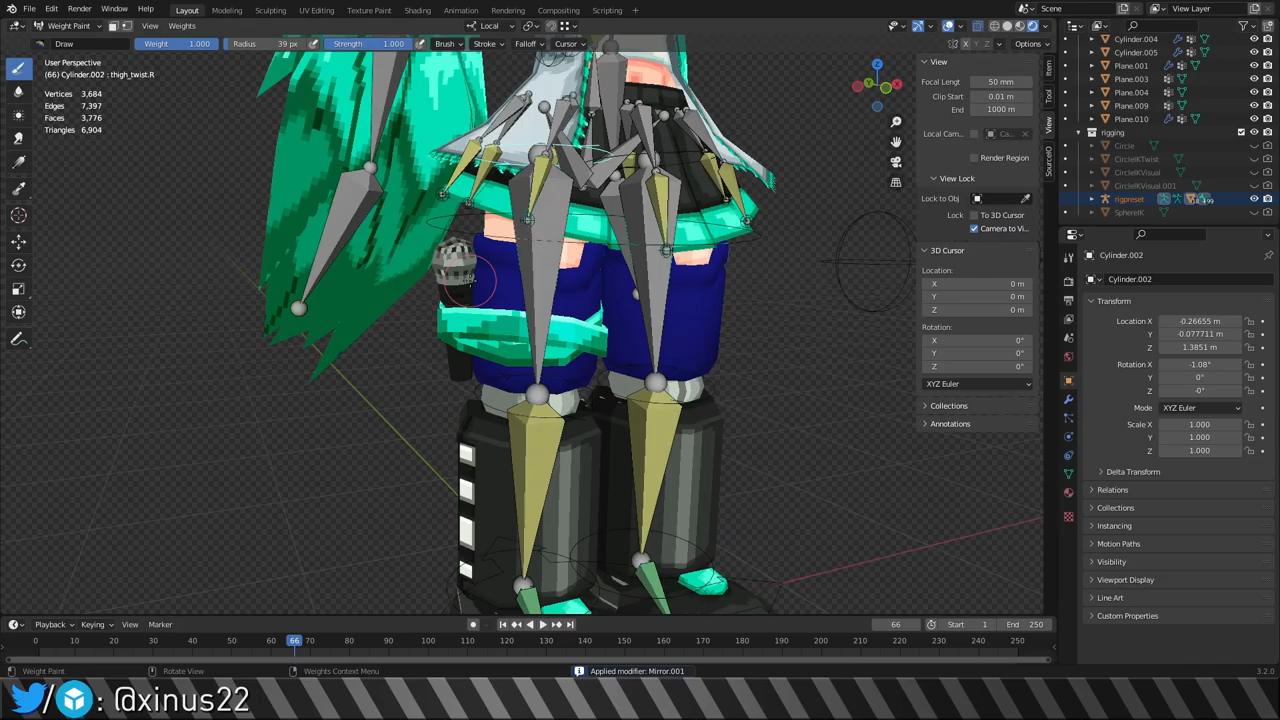 File Edit Render Window Help Layout Modeling Sculpting UV Editing Texture Paint Shading Animation Rendering Compositing Scripting + Scene View Layer
Weight Paint View Weights Local
Draw Weight 1.000 Radius 39 px Strength 1.000 Brush Stroke Falloff Cursor X Y Z Options
User Perspective
(66) Cylinder.002 : thigh_twist.R
Vertices 3,684
Edges 7,397
Faces 3,776
Triangles 6,904
View
Focal Lengt 50 mm
Clip Start 0.01 m
End 1000 m
Local Cam...
Render Region
View Lock
Lock to Obj
Lock To 3D Cursor
Camera to Vi...
3D Cursor
Location:
X 0 m
Y 0 m
Z 0 m
Rotation:
X 0°
Y 0°
Z 0°
XYZ Euler
Collections
Annotations
Item
Tool
View
SourceIO
Cylinder.004
Cylinder.005
Plane.001
Plane.003
Plane.004
Plane.009
Plane.010
rigging
Circle
CircleIKTwist
CircleIKVisual
CircleIKVisual.001
rigpreset
SphereIK
Cylinder.002
Cylinder.002
Transform
Location X -0.26655 m
Y -0.077711 m
Z 1.3851 m
Rotation X -1.08°
Y 0°
Z -0°
Mode XYZ Euler
Scale X 1.000
Y 1.000
Z 1.000
Delta Transform
Relations
Collections
Instancing
Motion Paths
Visibility
Viewport Display
Line Art
Custom Properties
Playback Keying View Marker 66 Start 1 End 250
0 10 20 30 40 50 60 66 70 80 90 100 110 120 130 140 150 160 170 180 190 200 210 220 230 240 250
Weight Paint Rotate View Weights Context Menu Applied modifier: Mirror.001 3.2.0
/ : @xinus22